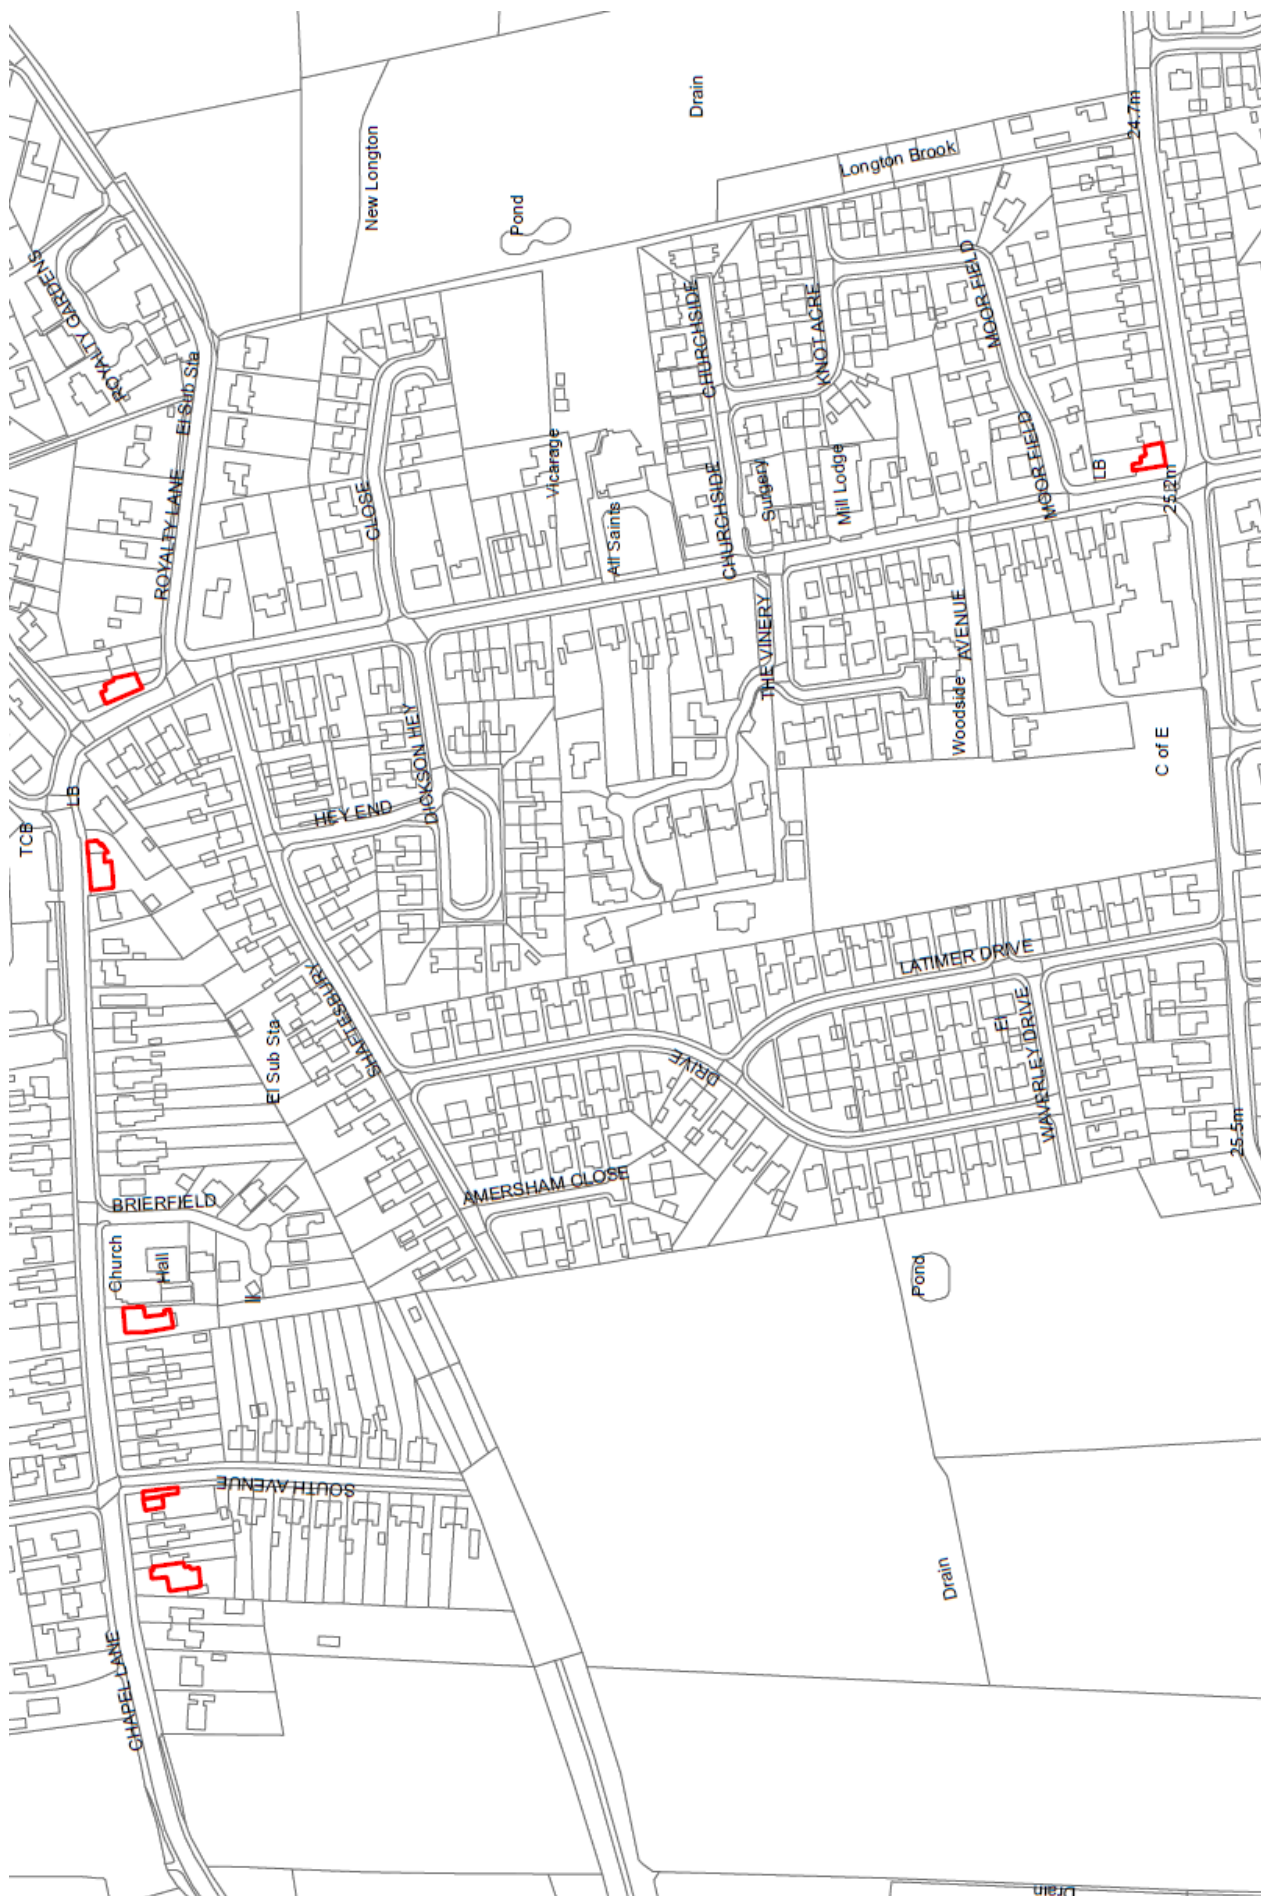 Drain
24.7m
Longton Brook
New Longton
Pond
ROYALTY GARDENS
El Sub Sta
ROYALTY LANE
CHURCHSIDE
KNOT ACRE
MOOR FIELD
CLOSE
Vicarage
All Saints
CHURCHSIDE
Surgery
Mill Lodge
MOOR FIELD
LB
25.2m
THE VINERY
Woodside
AVENUE
C of E
LB
TCB
HEY END
DICKSON HEY
SHAFTESBURY
El Sub Sta
LATIMER DRIVE
El
WAVERLEY DRIVE
DRIVE
25.5m
AMERSHAM CLOSE
BRIERFIELD
Church
Hall
Pond
SOUTH AVENUE
Drain
CHAPEL LANE
Drain